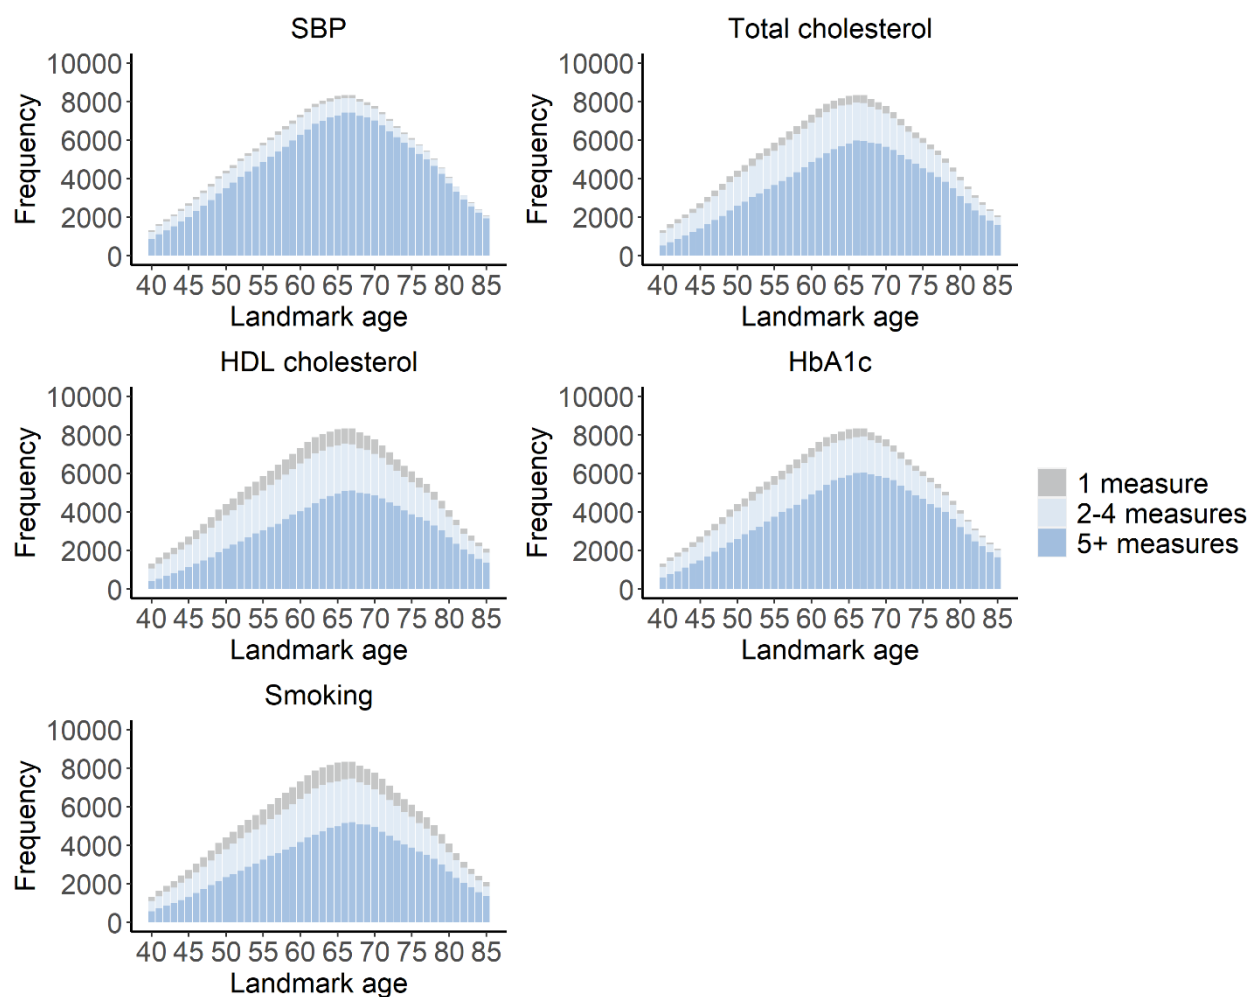 SBP
10000
8000
6000
4000
2000
0
Frequency
40 45 50 55 60 65 70 75 80 85
Landmark age
Total cholesterol
10000
8000
6000
4000
2000
0
Frequency
40 45 50 55 60 65 70 75 80 85
Landmark age
HDL cholesterol
10000
8000
6000
4000
2000
0
Frequency
40 45 50 55 60 65 70 75 80 85
Landmark age
HbA1c
10000
8000
6000
4000
2000
0
Frequency
40 45 50 55 60 65 70 75 80 85
Landmark age
1 measure
2-4 measures
5+ measures
Smoking
10000
8000
6000
4000
2000
0
Frequency
40 45 50 55 60 65 70 75 80 85
Landmark age